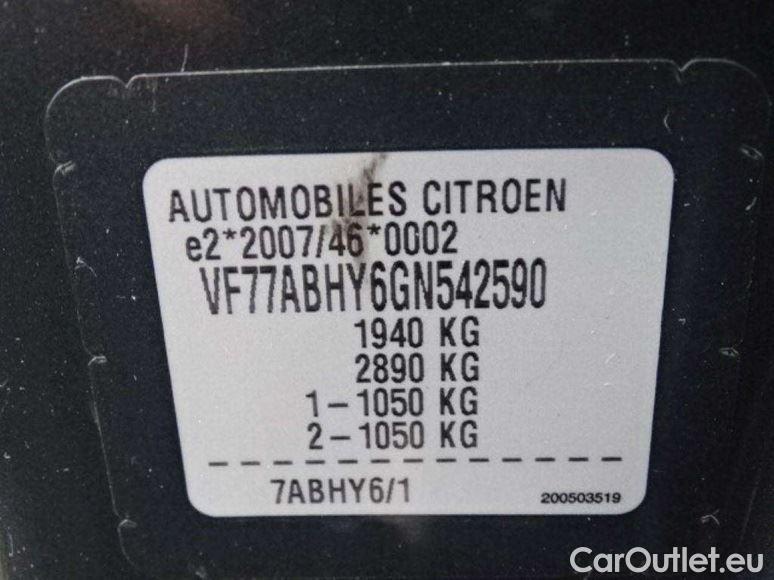 AUTOMOBILES CITROEN
e2*2007/46*0002
VF77ABHY6GN542590
1940 KG
2890 KG
1-1050 KG
2-1050 KG
7ABHY6/1
200503519
CarOutlet.eu